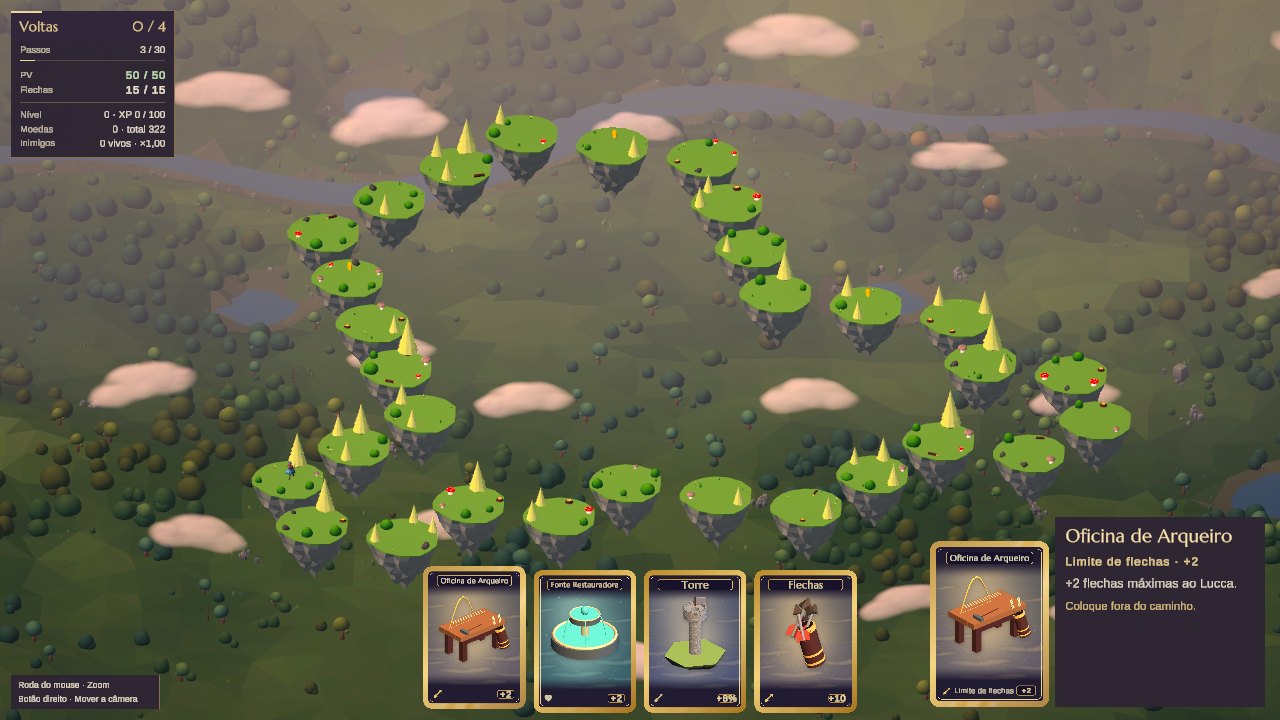 Voltas 0 / 4
Passos 3 / 30
PV 50 / 50
Flechas 15 / 15
Nível 0 · XP 0 / 100
Moedas 0 · total 322
Inimigos 0 vivos · ×1,00
Oficina de Arqueiro
+2
Fonte Restauradora
+2
Torre
+8%
Flechas
+10
Oficina de Arqueiro
Limite de flechas +2
Oficina de Arqueiro
Limite de flechas · +2
+2 flechas máximas ao Lucca.
Coloque fora do caminho.
Roda do mouse · Zoom
Botão direito · Mover a câmera